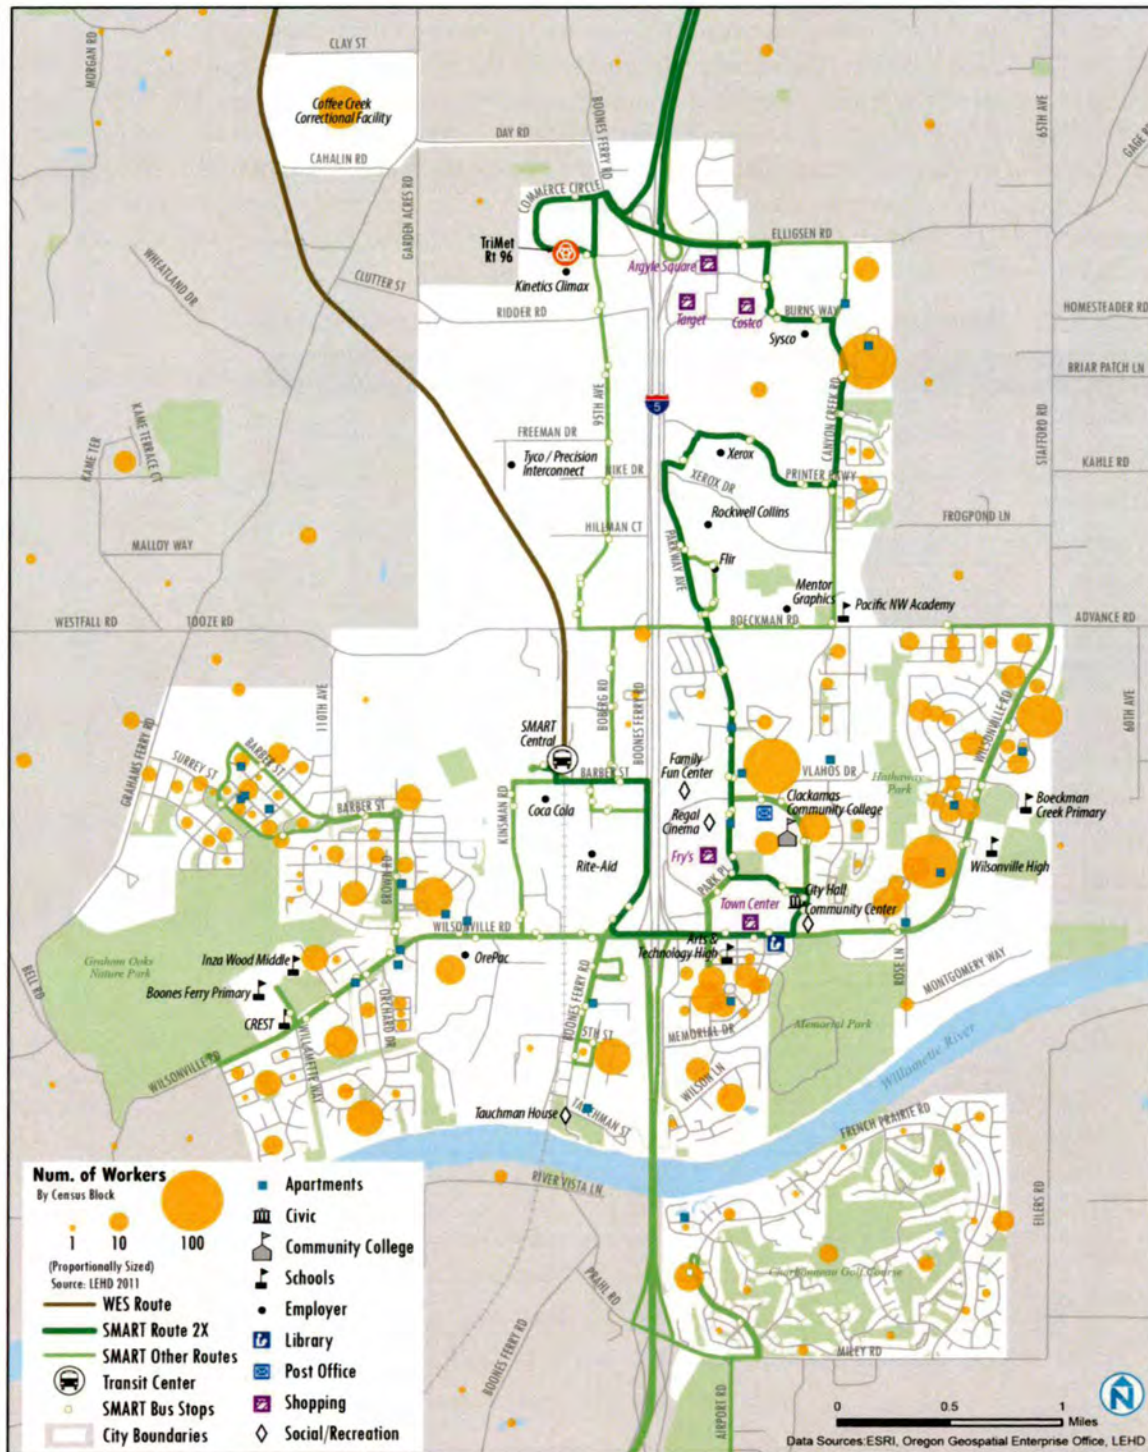 MORGAN RD
CLAY ST
Coffee Creek
Correctional Facility
DAY RD
CAHALIN RD
BOONES FERRY RD
65TH AVE
COMMERCE CIRCLE
GARDEN ACRES RD
ELLIGSEN RD
TriMet
Rt 96
Argyle Square
WHEATLAND DR
CLUTTER ST
Kinetics Climax
RIDDER RD
Target
Costco
BURNS WAY
Sysco
HOMESTEADER RD
BRIAR PATCH LN
5
95TH AVE
CANYON CREEK RD
STAFFORD RD
KAME TER
KAME TERRACE CT
FREEMAN DR
Tyco / Precision
Interconnect
NIKE DR
Xerox
XEROX DR
PRINTER PKWY
KAHLE RD
Rockwell Collins
FROGPOND LN
MALLOY WAY
HILLMAN CT
PARKWAY AVE
Flir
Mentor
Graphics
Pacific NW Academy
WESTFALL RD
TOOZE RD
BOECKMAN RD
ADVANCE RD
110TH AVE
BOBERG RD
BOONES FERRY RD
WILSONVILLE RD
60TH AVE
GRAHAMS FERRY RD
SMART
Central
SURREY ST
BARBER ST
BARBER ST
Family
Fun Center
VLAHOS DR
Hathaway
Park
Clackamas
Community College
Boeckman
Creek Primary
BARBER ST
KINSMAN RD
Coca Cola
Regal
Cinema
Rite-Aid
Fry's
Wilsonville High
BROWN RD
PARK PL
Town Center
City Hall
Community Center
WILSONVILLE RD
Arts &
Technology High
ROSE LN
Graham Oaks
Nature Park
Inza Wood Middle
OrePac
BELL RD
Boones Ferry Primary
CREST
ORCHARD DR
BOONES FERRY RD
MONTGOMERY WAY
5TH ST
MEMORIAL DR
Memorial Park
WILSONVILLE RD
WILLAMETTE WAY
WILSON LN
Willamette River
Tauchman House
TAUCHMAN ST
FRENCH PRAIRIE RD
RIVER VISTA LN
EILERS RD
Charbonneau Golf Course
PRAHL RD
MILEY RD
BOONES FERRY RD
AIRPORT RD
Num. of Workers
By Census Block
1 10 100
(Proportionally Sized)
Source: LEHD 2011
WES Route
SMART Route 2X
SMART Other Routes
Transit Center
SMART Bus Stops
City Boundaries
Apartments
Civic
Community College
Schools
Employer
Library
Post Office
Shopping
Social/Recreation
N
0 0.5 1
Miles
Data Sources:ESRI, Oregon Geospatial Enterprise Office, LEHD